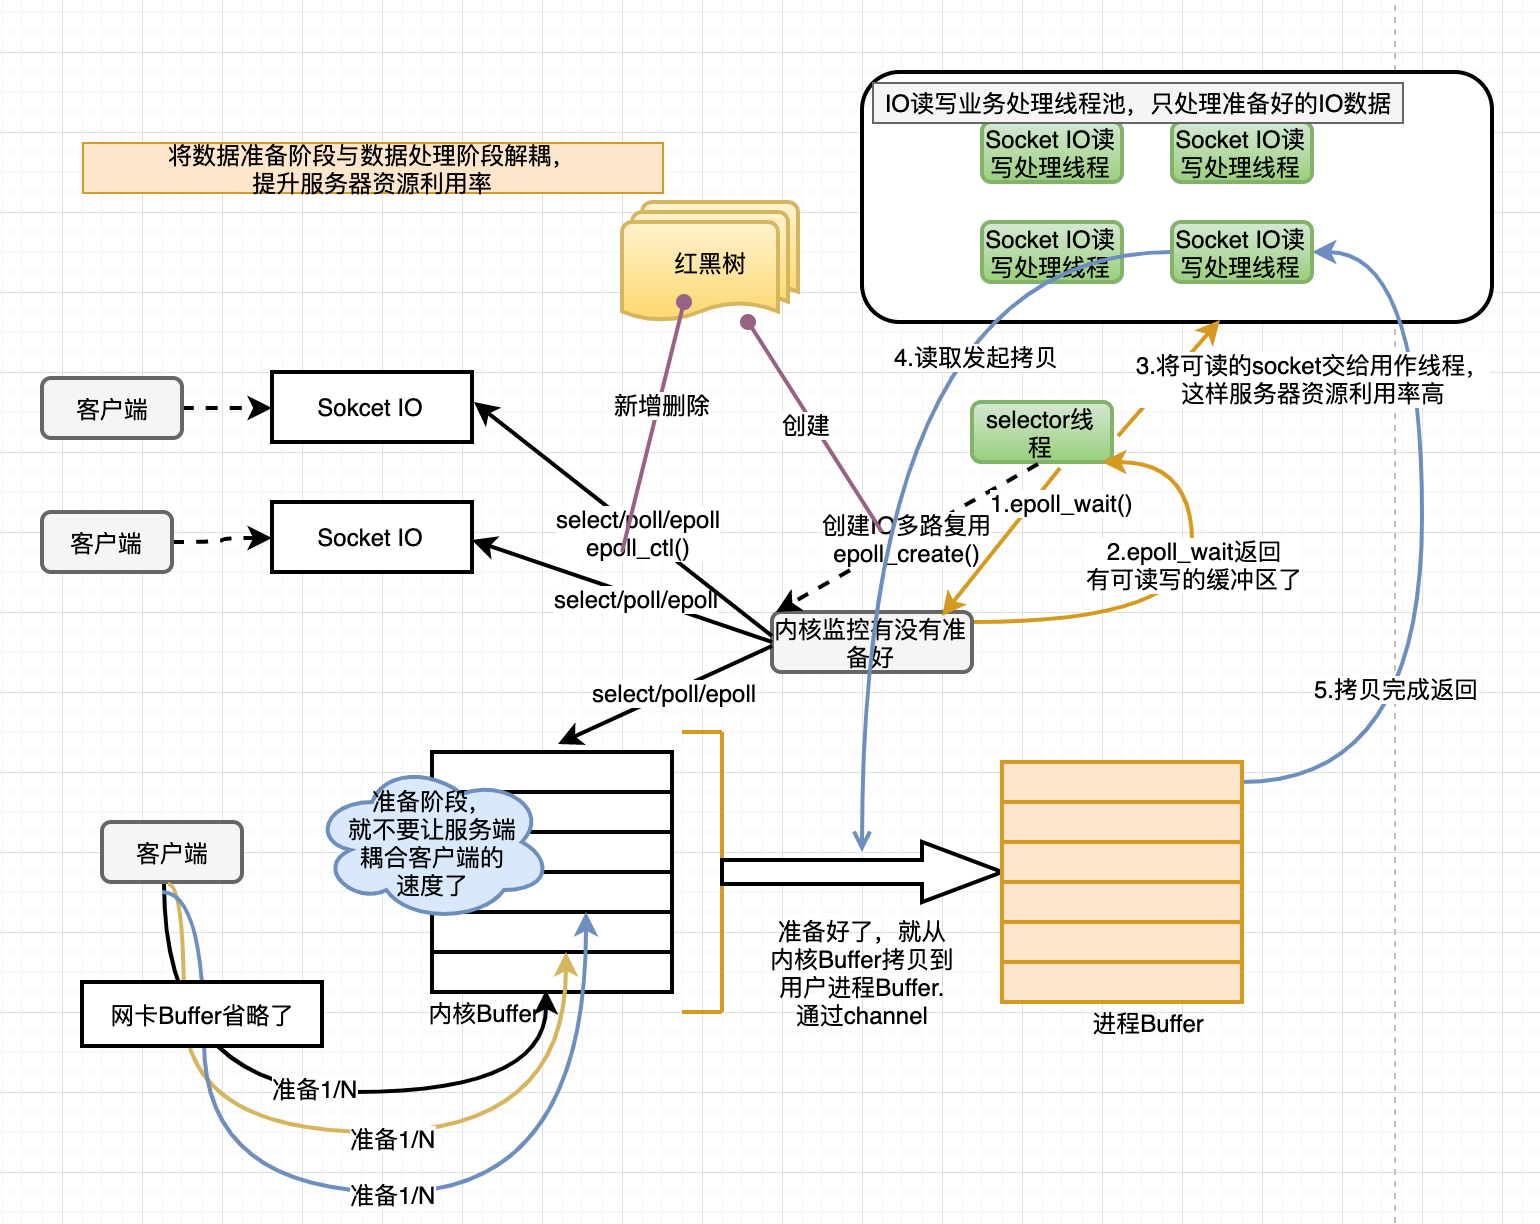 IO读写业务处理线程池，只处理准备好的IO数据
Socket IO读
写处理线程
Socket IO读
写处理线程
将数据准备阶段与数据处理阶段解耦，
提升服务器资源利用率
Socket IO读
写处理线程
Socket IO读
写处理线程
红黑树
4.读取发起拷贝
3.将可读的socket交给用作线程，
这样服务器资源利用率高
客户端
Sokcet IO
新增删除
创建
selector线
程
1.epoll_wait()
select/poll/epoll
epoll_ctl()
创建IO多路复用
epoll_create()
客户端
Socket IO
2.epoll_wait返回
有可读写的缓冲区了
select/poll/epoll
内核监控有没有准
备好
select/poll/epoll
5.拷贝完成返回
准备阶段，
就不要让服务端
耦合客户端的
速度了
客户端
准备好了，就从
内核Buffer拷贝到
用户进程Buffer.
通过channel
网卡Buffer省略了
内核Buffer
进程Buffer
准备1/N
准备1/N
准备1/N